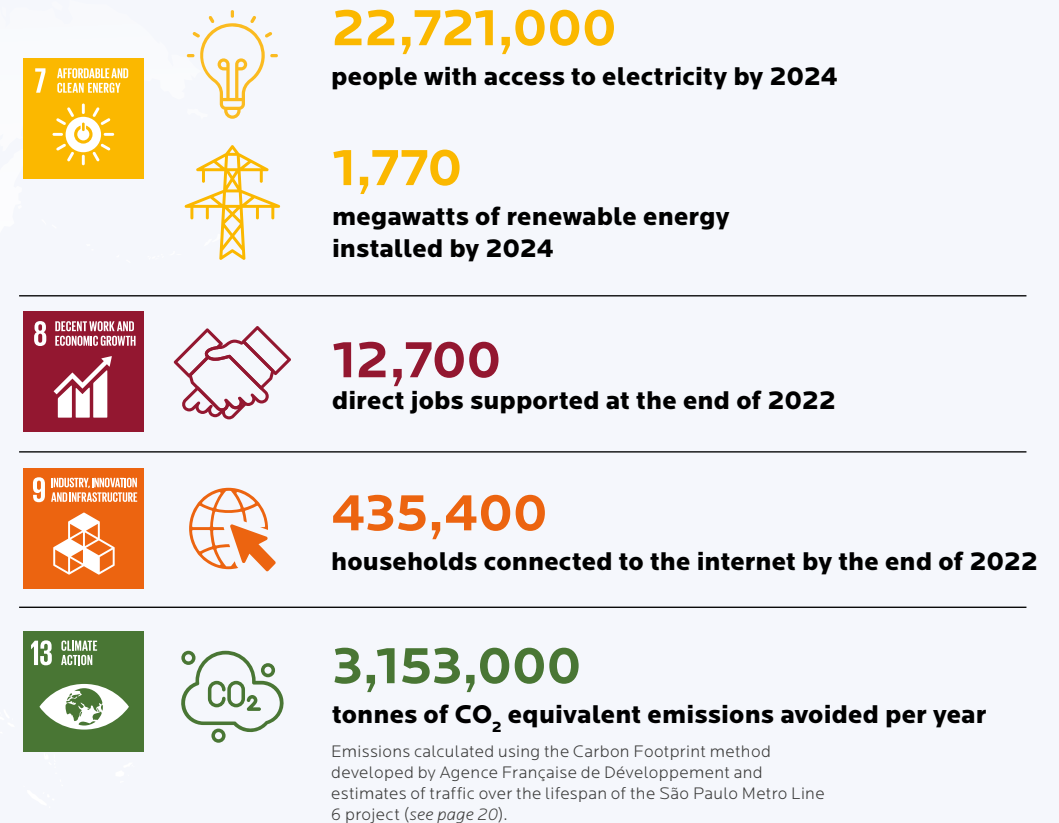 7 AFFORDABLE AND
CLEAN ENERGY
22,721,000
people with access to electricity by 2024
1,770
megawatts of renewable energy
installed by 2024
8 DECENT WORK AND
ECONOMIC GROWTH
12,700
direct jobs supported at the end of 2022
9 INDUSTRY, INNOVATION
AND INFRASTRUCTURE
435,400
households connected to the internet by the end of 2022
13 CLIMATE
ACTION
CO₂
3,153,000
tonnes of CO₂ equivalent emissions avoided per year
Emissions calculated using the Carbon Footprint method
developed by Agence Française de Développement and
estimates of traffic over the lifespan of the São Paulo Metro Line
6 project (see page 20).